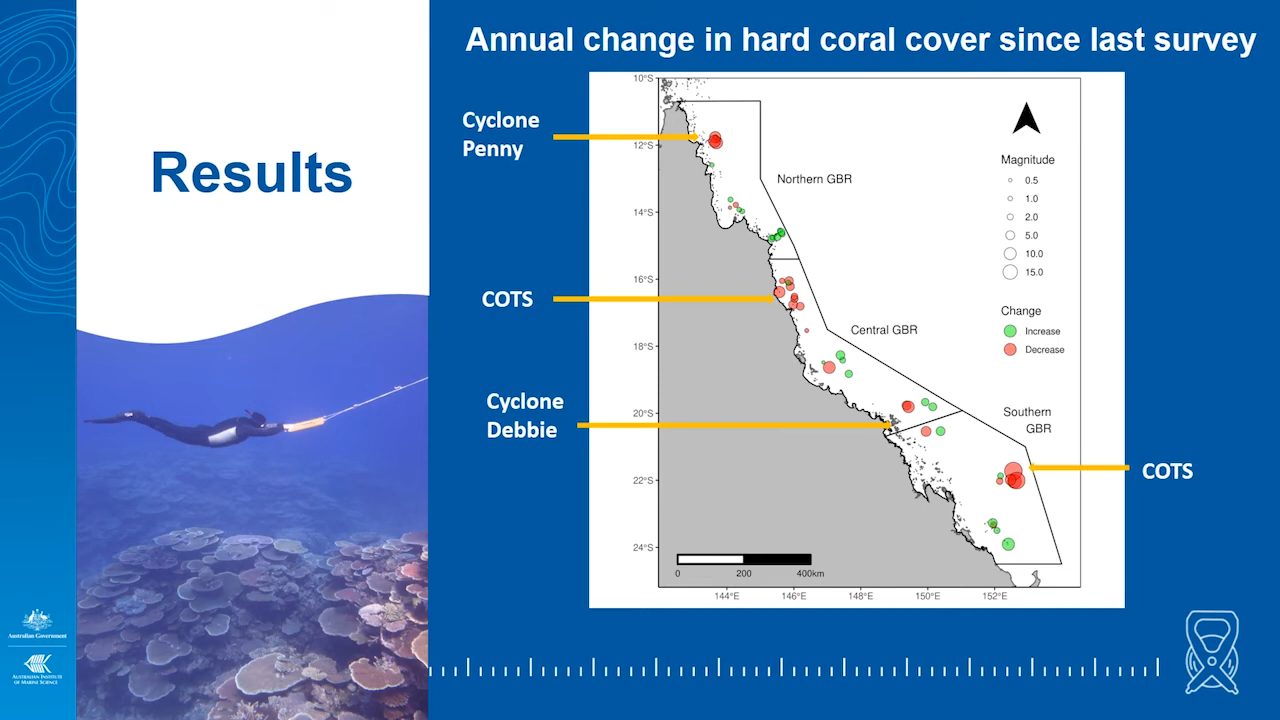 Annual change in hard coral cover since last survey
Results
Cyclone
Penny
COTS
Cyclone
Debbie
COTS
10°S
12°S
14°S
16°S
18°S
20°S
22°S
24°S
144°E
146°E
148°E
150°E
152°E
Northern GBR
Central GBR
Southern
GBR
Magnitude
0.5
1.0
2.0
5.0
10.0
15.0
Change
Increase
Decrease
0
200
400km
Australian Government
AUSTRALIAN INSTITUTE
OF MARINE SCIENCE